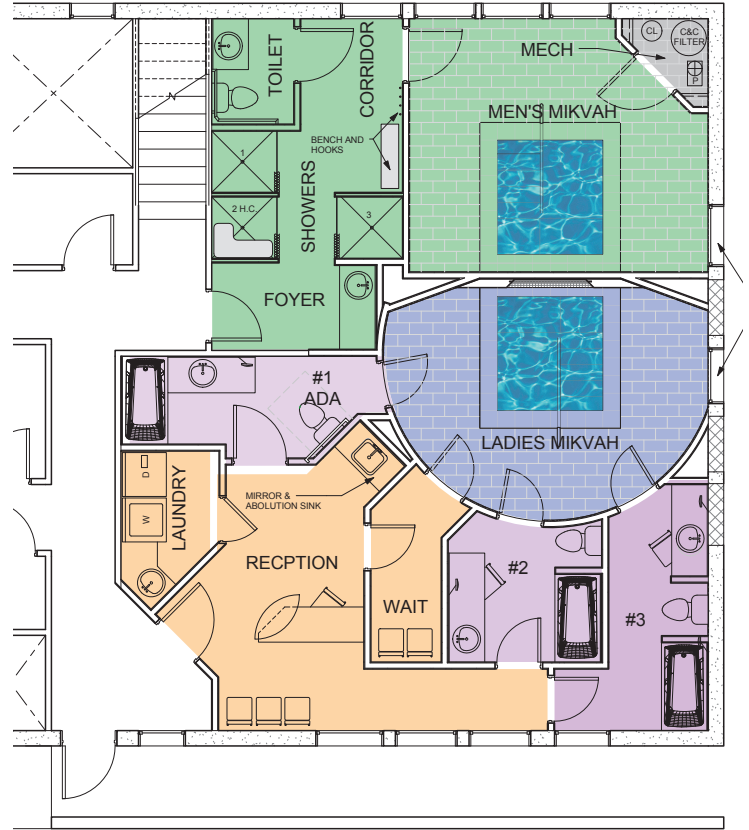 TOILET
CORRIDOR
MECH
CL
C&C
FILTER
P
MEN'S MIKVAH
BENCH AND
HOOKS
1
SHOWERS
2 H.C.
3
FOYER
#1
ADA
LADIES MIKVAH
D
W
LAUNDRY
MIRROR &
ABOLUTION SINK
RECPTION
WAIT
#2
#3